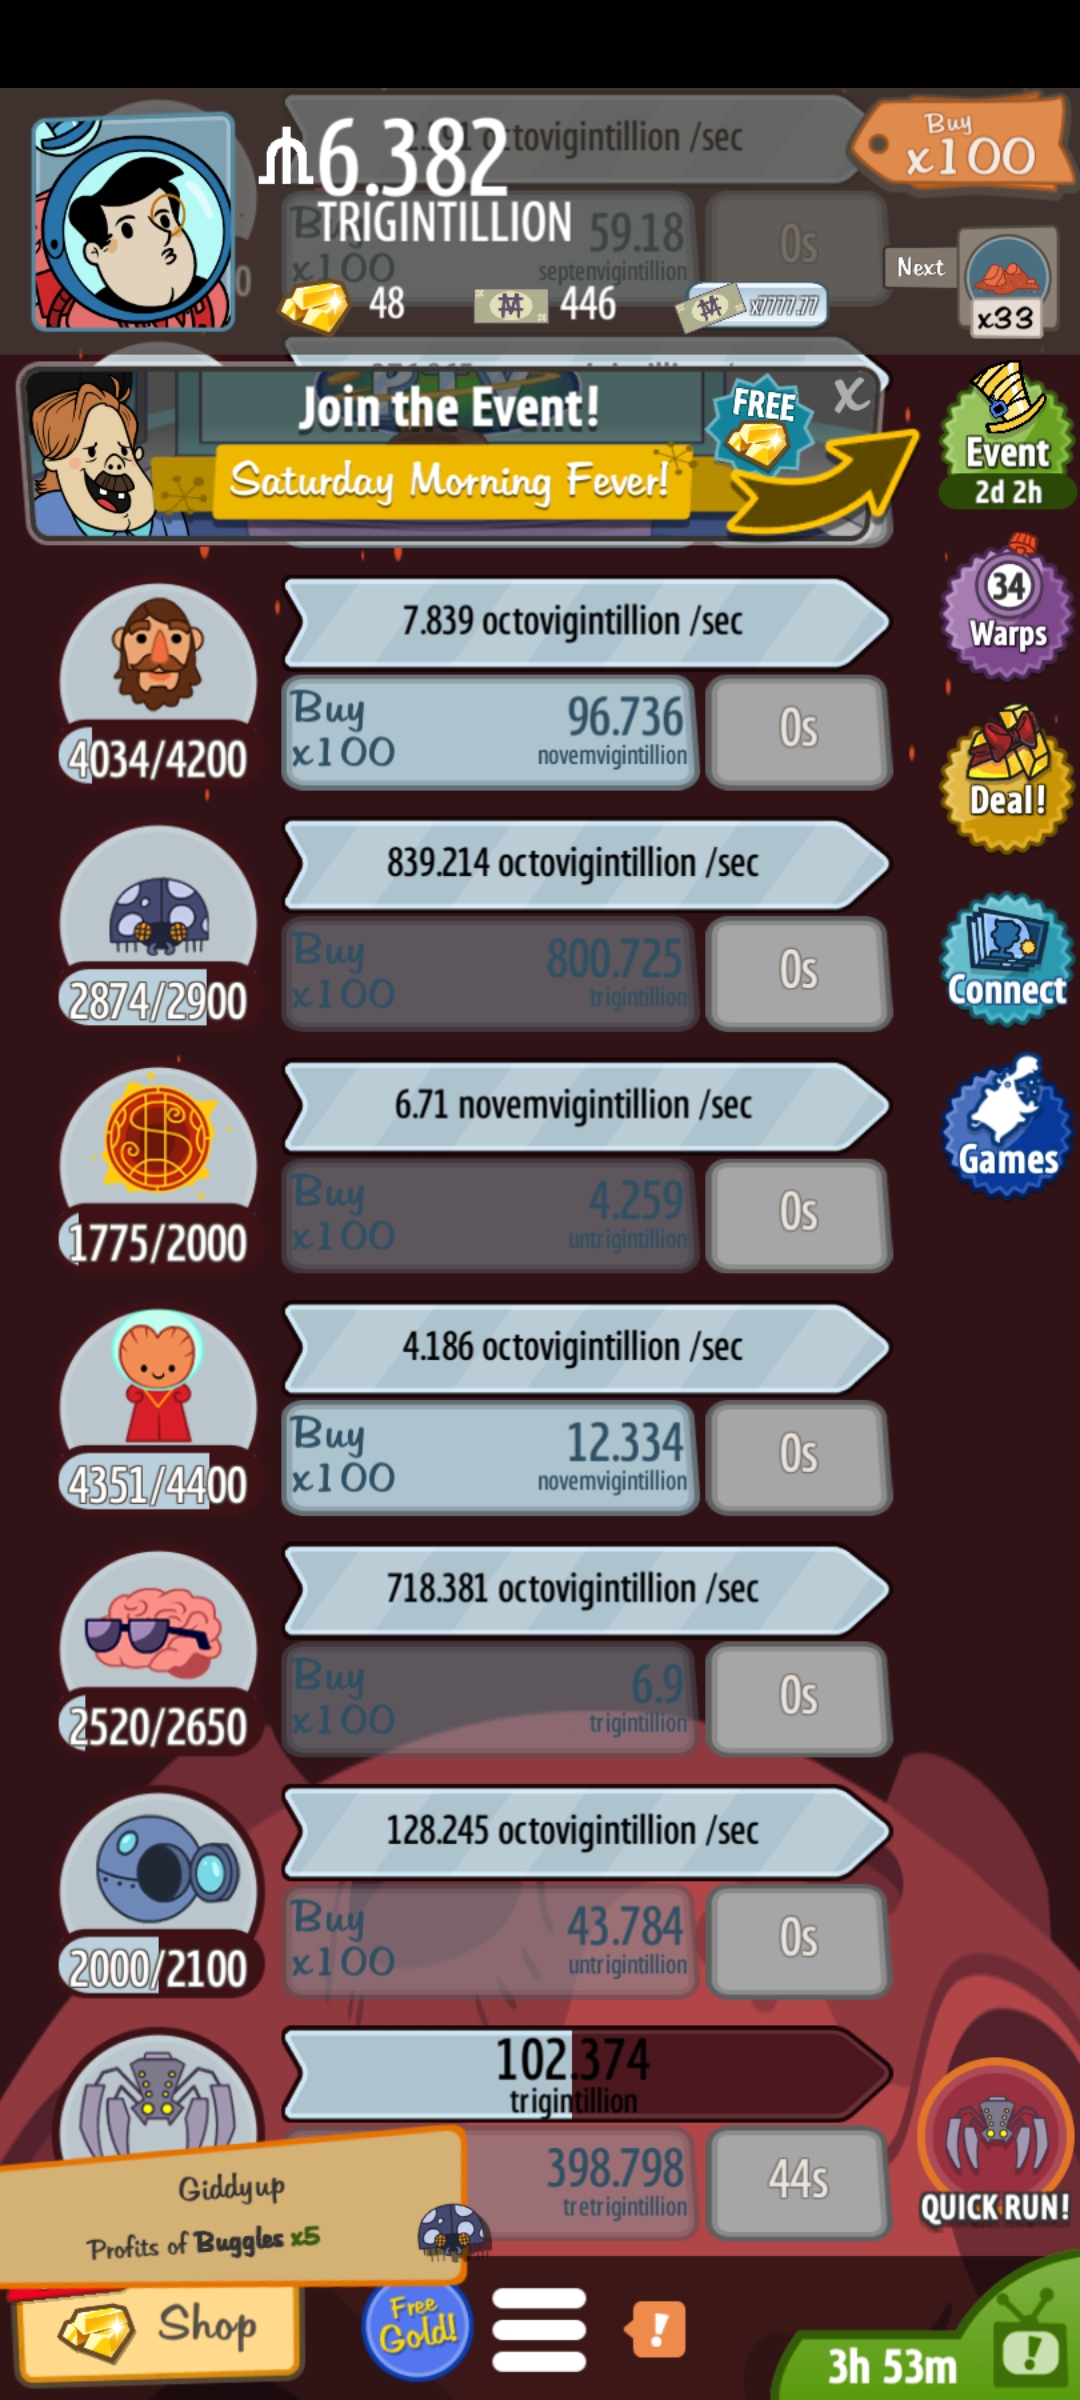 octovigintillion /sec
6.382
TRIGINTILLION
Buy
x100
Buy
x100
59.18
septenvigintillion
0s
48
446
x7777.77
Next
x33
Join the Event!
FREE
X
Saturday Morning Fever!
Event
2d 2h
7.839 octovigintillion /sec
34
Warps
Buy
x100
96.736
novemvigintillion
0s
4034/4200
Deal!
839.214 octovigintillion /sec
Buy
x100
800.725
trigintillion
0s
2874/2900
Connect
6.71 novemvigintillion /sec
Games
Buy
x100
4.259
untrigintillion
0s
1775/2000
4.186 octovigintillion /sec
Buy
x100
12.334
novemvigintillion
0s
4351/4400
718.381 octovigintillion /sec
Buy
x100
6.9
trigintillion
0s
2520/2650
128.245 octovigintillion /sec
Buy
x100
43.784
untrigintillion
0s
2000/2100
102.374
trigintillion
398.798
tretrigintillion
44s
QUICK RUN!
Giddyup
Profits of Buggles x5
Shop
Free
Gold!
!
3h 53m
!